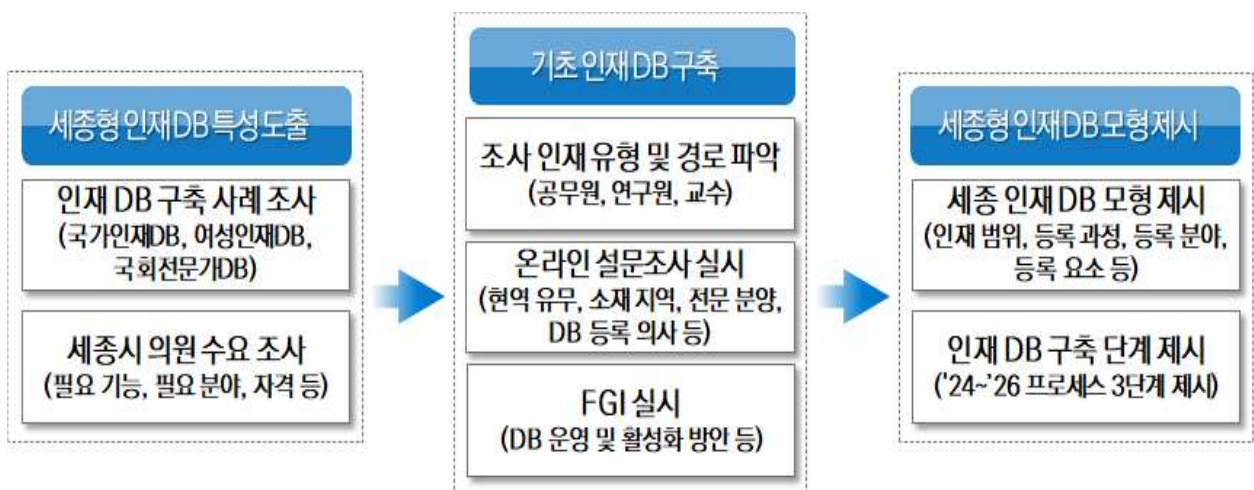 세종형 인재 DB 특성 도출
인재 DB 구축 사례 조사
(국가인재DB, 여성인재DB,
국회전문가DB)
세종시 의원 수요 조사
(필요 기능, 필요 분야, 자격 등)
기초 인재 DB 구축
조사 인재 유형 및 경로 파악
(공무원, 연구원, 교수)
온라인 설문조사 실시
(현역 유무, 소재 지역, 전문 분양,
DB 등록 의사 등)
FGI 실시
(DB 운영 및 활성화 방안 등)
세종형 인재 DB 모형 제시
세종 인재 DB 모형 제시
(인재 범위, 등록 과정, 등록 분야,
등록 요소 등)
인재 DB 구축 단계 제시
('24~'26 프로세스 3단계 제시)